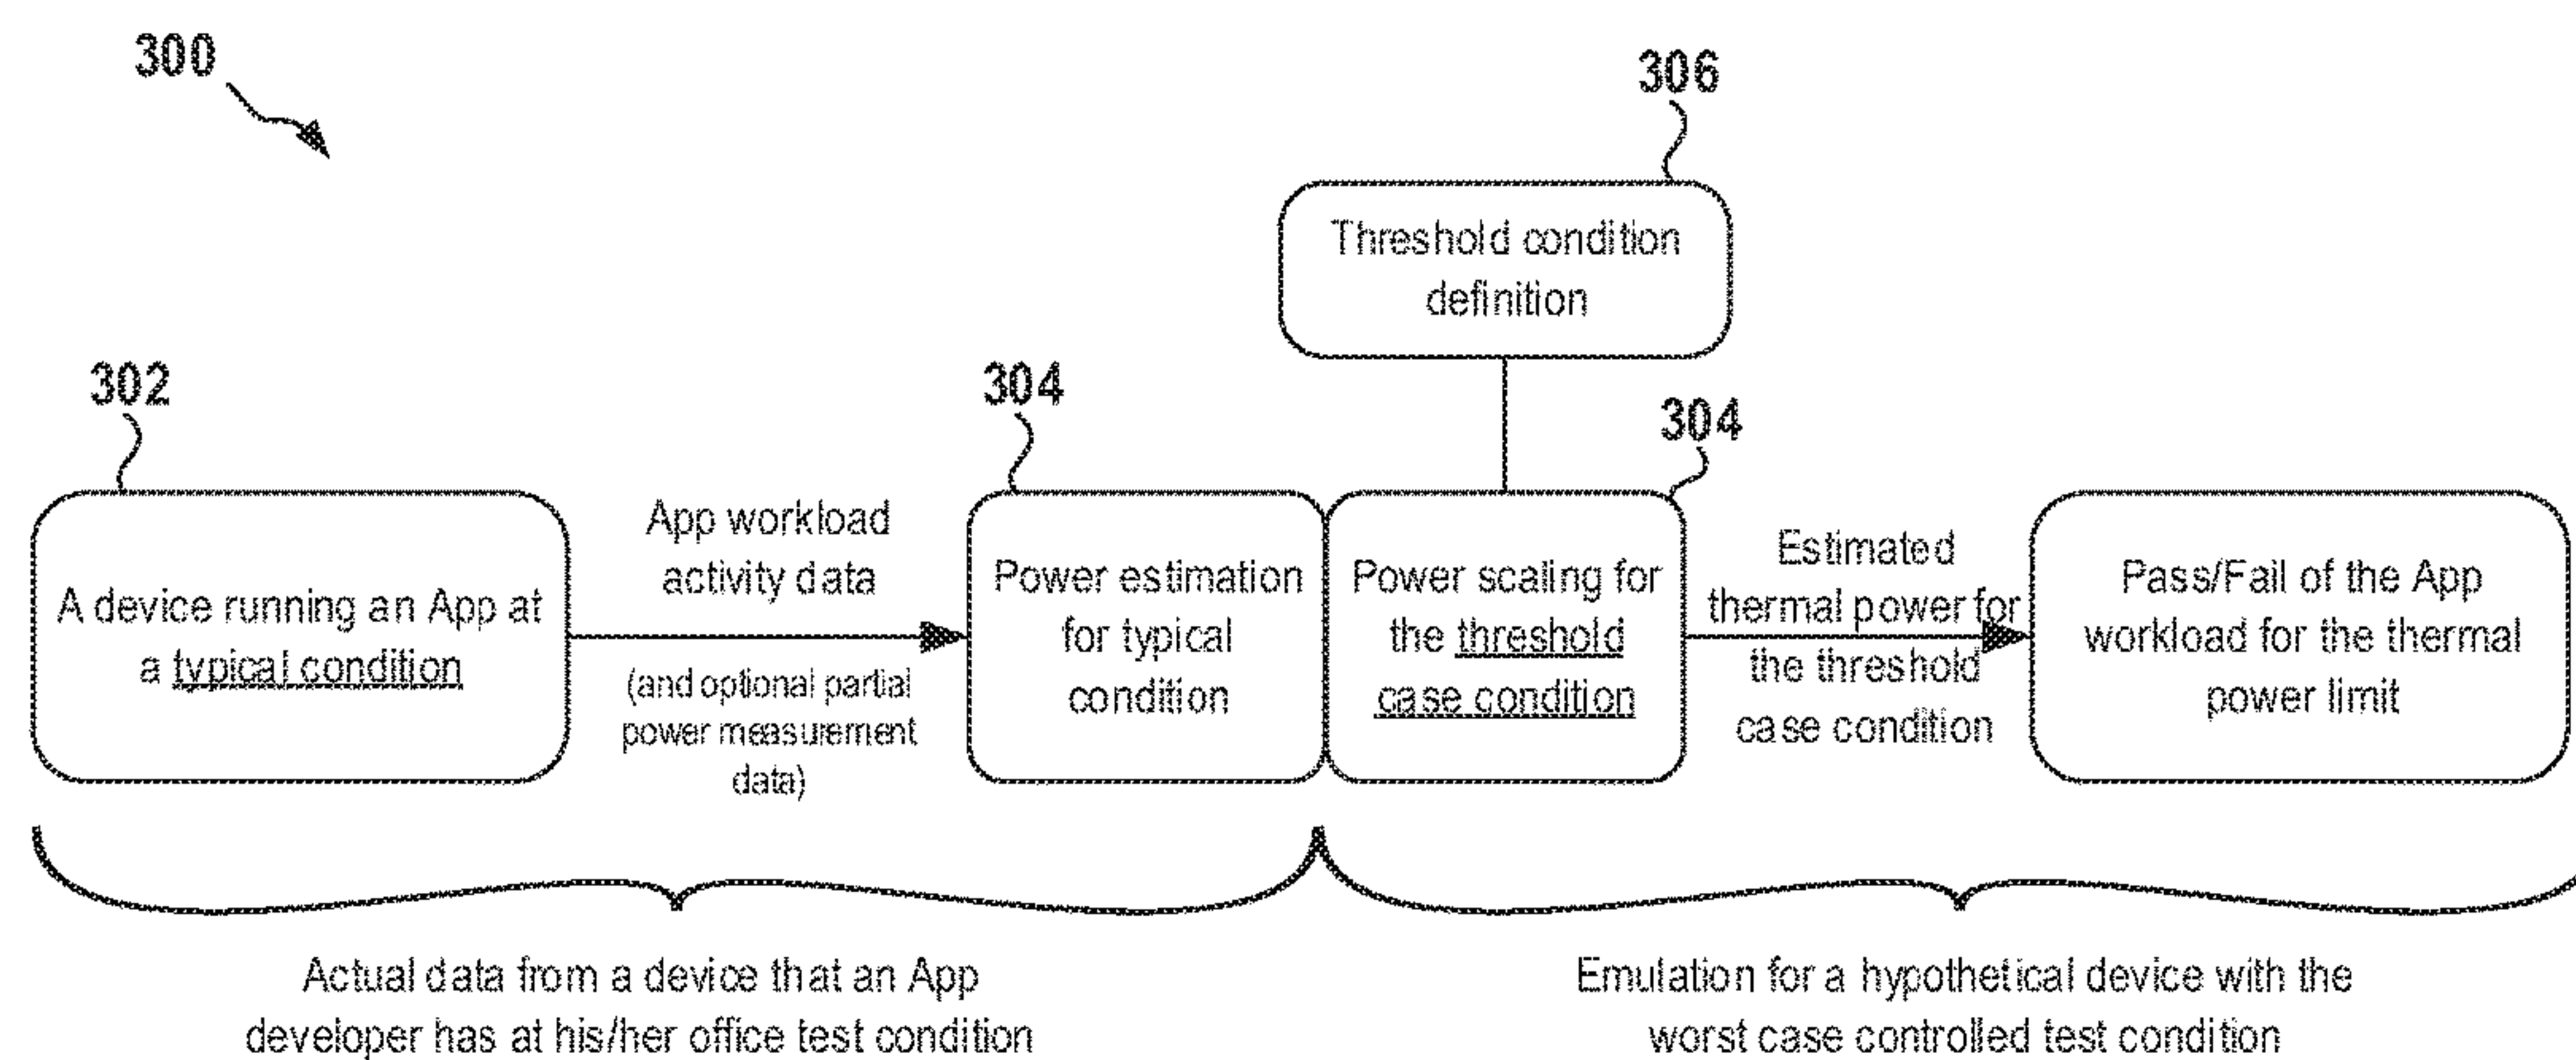 300
306
Threshold condition
definition
302
304
304
A device running an App at
a typical condition
App workload
activity data
(and optional partial
power measurement
data)
Power estimation
for typical
condition
Power scaling for
the threshold
case condition
Estimated
thermal power for
the threshold
case condition
Pass/Fail of the App
workload for the thermal
power limit
Actual data from a device that an App
developer has at his/her office test condition
Emulation for a hypothetical device with the
worst case controlled test condition